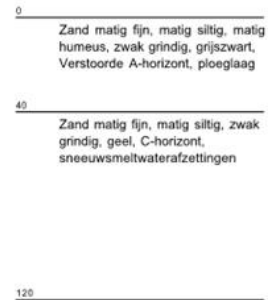 0
Zand matig fijn, matig siltig, matig
humeus, zwak grindig, grijszwart,
Verstoorde A-horizont, ploeglaag
40
Zand matig fijn, matig siltig, zwak
grindig, geel, C-horizont,
sneeuwsmeltwaterafzettingen
120